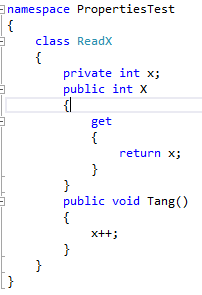 namespace PropertiesTest
{
    class ReadX
    {
        private int x;
        public int X
        {
            get
            {
                return x;
            }
        }
        public void Tang()
        {
            x++;
        }
    }
}